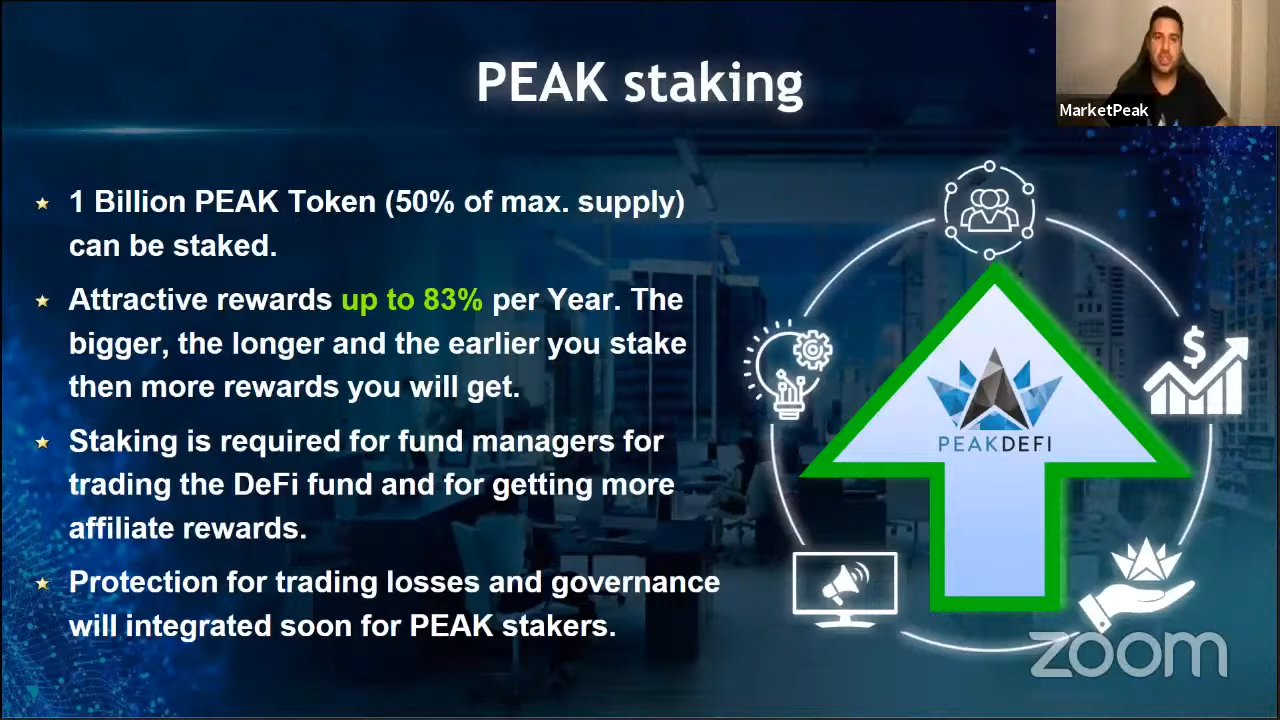 PEAK staking
MarketPeak
1 Billion PEAK Token (50% of max. supply)
can be staked.
Attractive rewards up to 83% per Year. The
bigger, the longer and the earlier you stake
then more rewards you will get.
Staking is required for fund managers for
trading the DeFi fund and for getting more
affiliate rewards.
Protection for trading losses and governance
will integrated soon for PEAK stakers.
$
PEAKDEFI
zoom